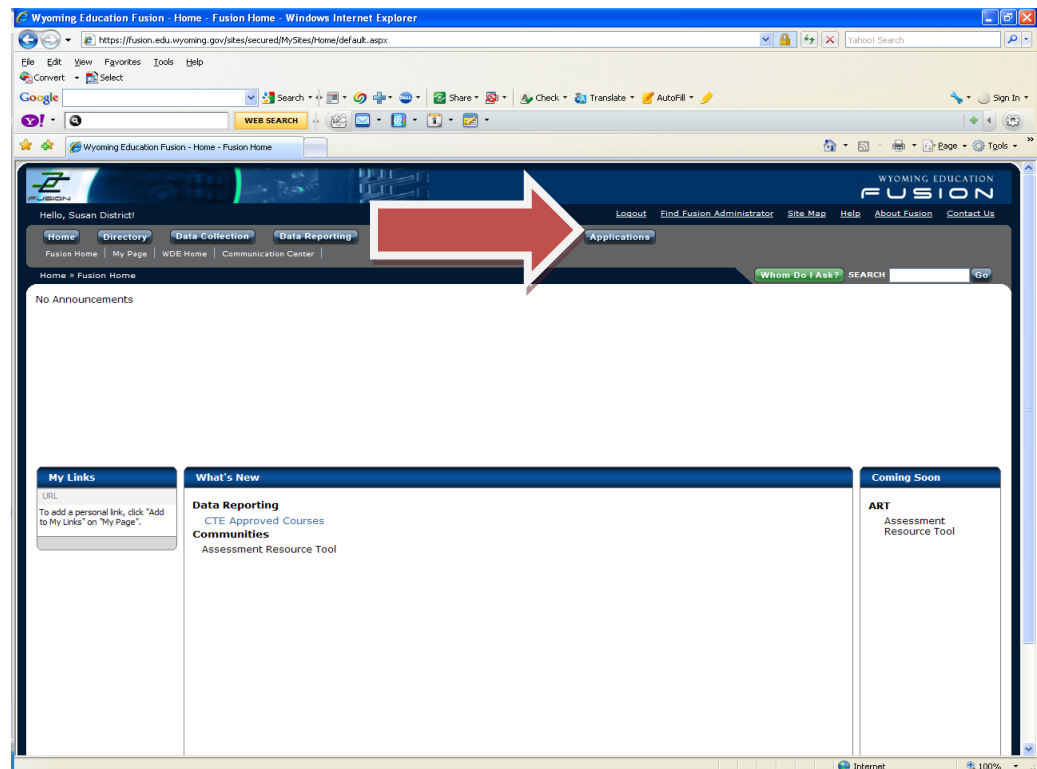 Wyoming Education Fusion - Home - Fusion Home - Windows Internet Explorer
https://fusion.edu.wyoming.gov/sites/secured/MySites/Home/default.aspx
Yahoo! Search
File Edit View Favorites Tools Help
Convert Select
Google Search Share Check Translate AutoFill Sign In
Y! WEB SEARCH
Wyoming Education Fusion - Home - Fusion Home
Page Tools
FUSION
WYOMING EDUCATION
FUSION
Hello, Susan District!
Logout Find Fusion Administrator Site Map Help About Fusion Contact Us
Home Directory Data Collection Data Reporting Applications
Fusion Home | My Page | WDE Home | Communication Center |
Home » Fusion Home
Whom Do I Ask? SEARCH Go
No Announcements
My Links
URL
To add a personal link, click "Add
to My Links" on "My Page".
What's New
Data Reporting
CTE Approved Courses
Communities
Assessment Resource Tool
Coming Soon
ART
Assessment
Resource Tool
Internet 100%